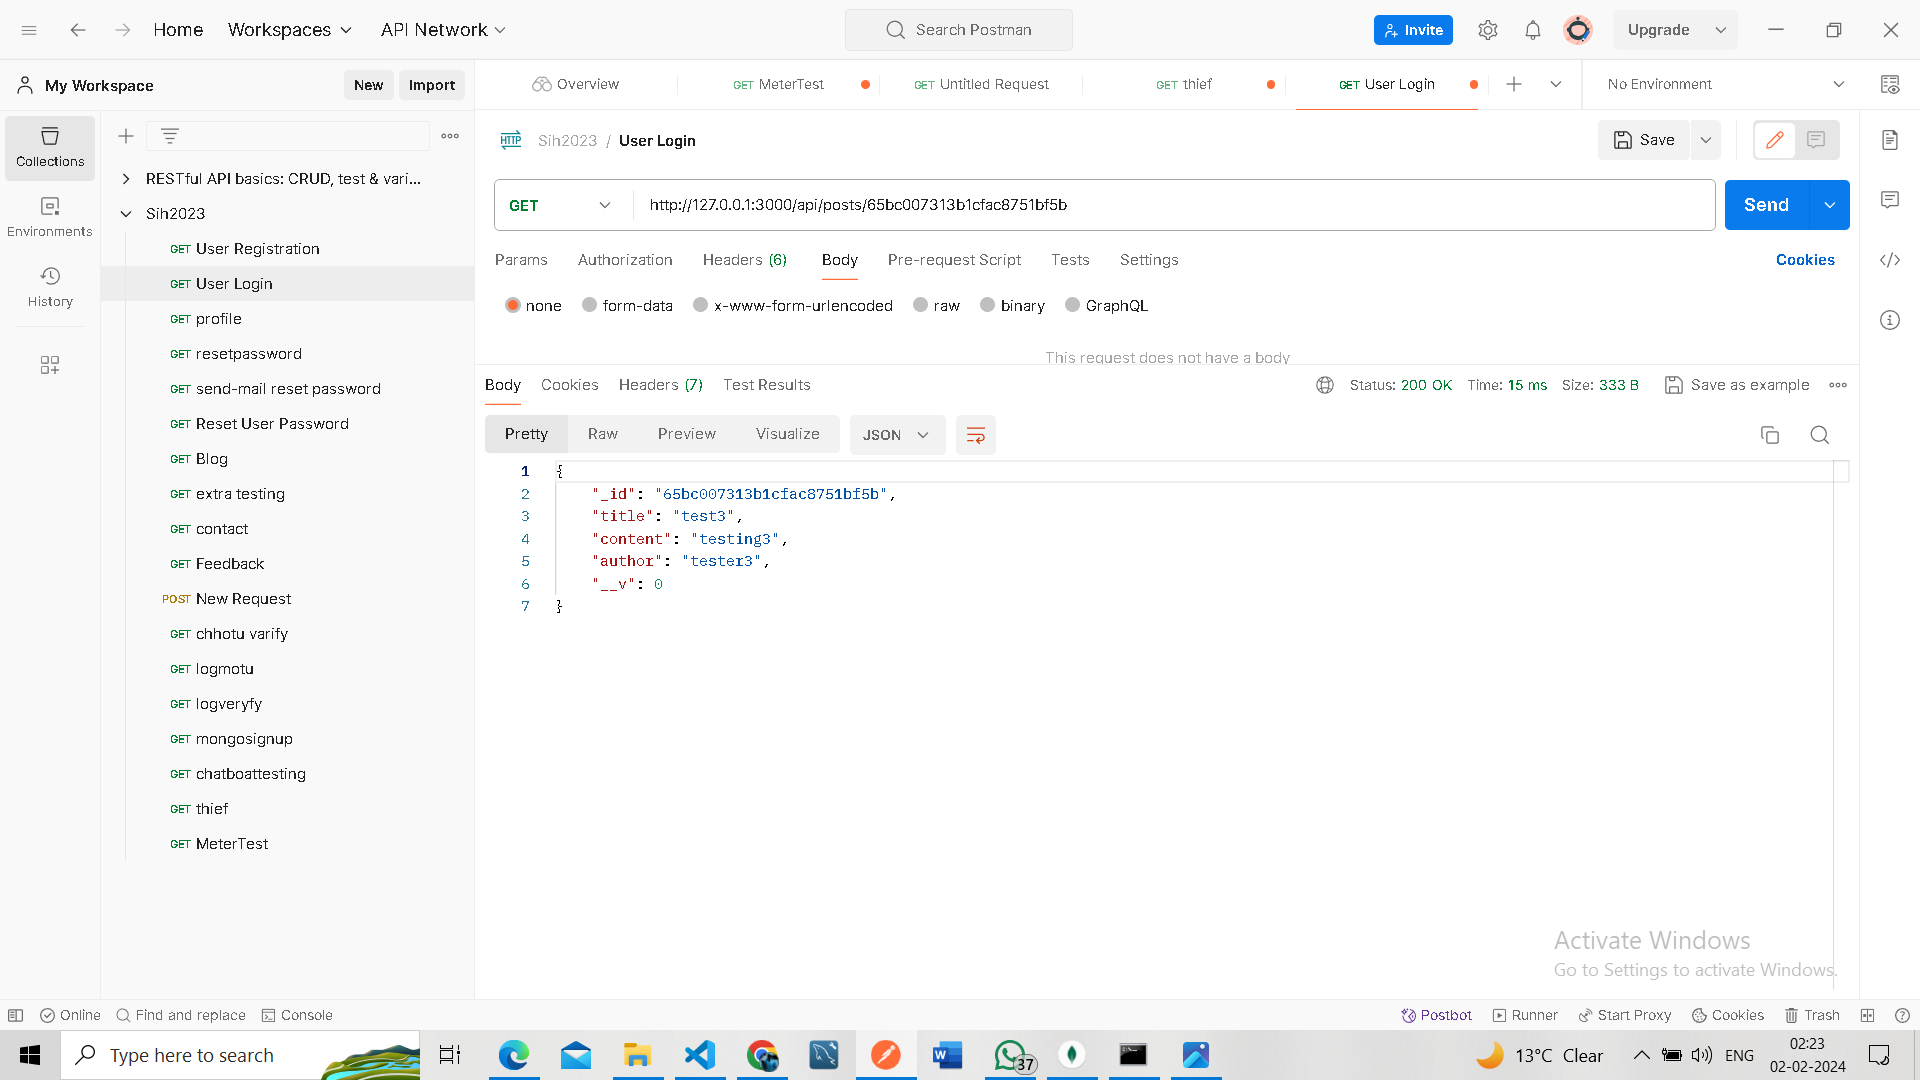 Home Workspaces API Network Search Postman Invite Upgrade
My Workspace New Import Overview GET MeterTest GET Untitled Request GET thief GET User Login No Environment
Collections
Environments
History
RESTful API basics: CRUD, test & vari...
Sih2023
GET User Registration
GET User Login
GET profile
GET resetpassword
GET send-mail reset password
GET Reset User Password
GET Blog
GET extra testing
GET contact
GET Feedback
POST New Request
GET chhotu varify
GET logmotu
GET logveryfy
GET mongosignup
GET chatboattesting
GET thief
GET MeterTest
HTTP Sih2023 / User Login Save
GET http://127.0.0.1:3000/api/posts/65bc007313b1cfac8751bf5b Send
Params Authorization Headers (6) Body Pre-request Script Tests Settings Cookies
none form-data x-www-form-urlencoded raw binary GraphQL
This request does not have a body
Body Cookies Headers (7) Test Results Status: 200 OK Time: 15 ms Size: 333 B Save as example
Pretty Raw Preview Visualize JSON
1 {
2 "_id": "65bc007313b1cfac8751bf5b",
3 "title": "test3",
4 "content": "testing3",
5 "author": "tester3",
6 "__v": 0
7 }
Activate Windows
Go to Settings to activate Windows.
Online Find and replace Console Postbot Runner Start Proxy Cookies Trash
Type here to search 37 13°C Clear ENG 02:23
02-02-2024